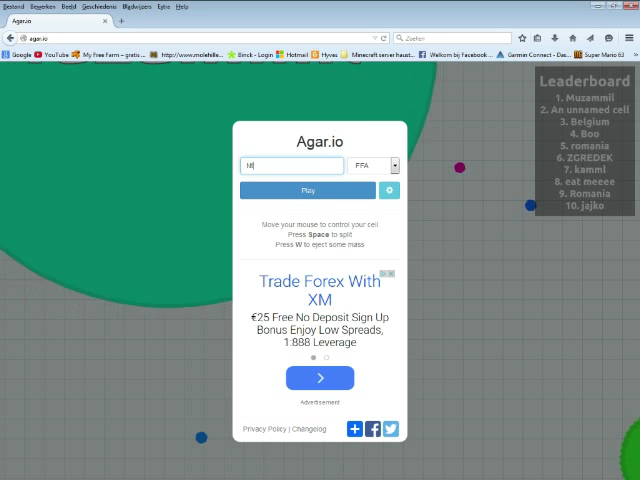 Bestand Bewerken Beeld Geschiedenis Bladwijzers Extra Help
Agar.io
agar.io
Zoeken
Google YouTube My Free Farm – gratis ... http://www.molehille... Binck - Login Hotmail Hyves Minecraft server haust... Welkom bij Facebook ... Garmin Connect - Das... Super Mario 63
Leaderboard
1. Muzammil
2. An unnamed cell
3. Belgium
4. Boo
5. romania
6. ZGREDEK
7. kamml
8. eat meeee
9. Romania
10. jajko
Agar.io
FFA
Play
Move your mouse to control your cell
Press Space to split
Press W to eject some mass
Trade Forex With
XM
€25 Free No Deposit Sign Up
Bonus Enjoy Low Spreads,
1:888 Leverage
Advertisement
Privacy Policy | Changelog